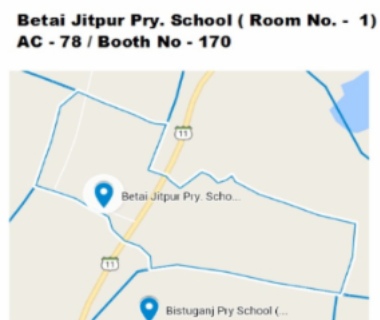 Betai Jitpur Pry. School ( Room No. - 1)
AC - 78 / Booth No - 170
11
Betai Jitpur Pry. Scho...
11
Bistuganj Pry School (...